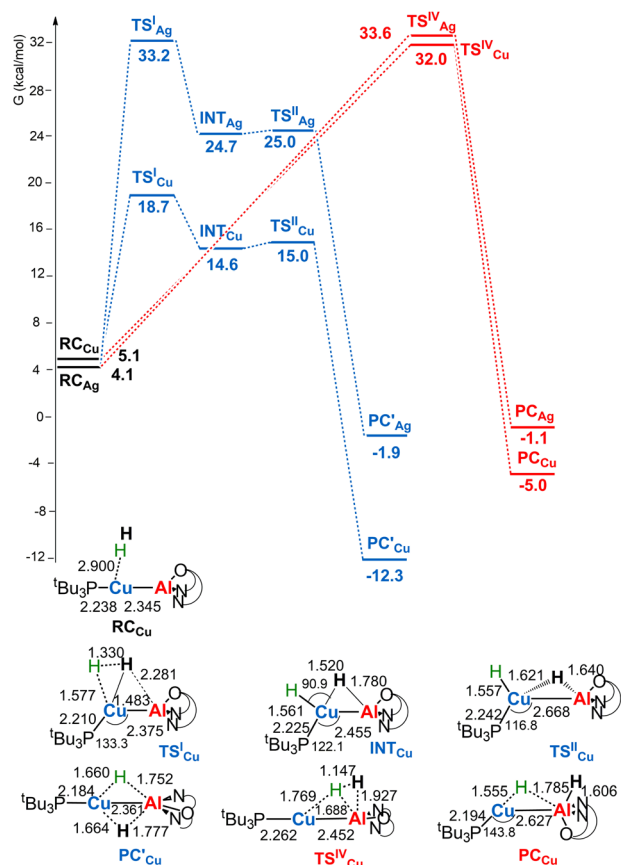 G (kcal/mol)
32
28
24
20
16
12
8
4
0
-4
-8
-12
TSᴵAg
33.2
INTAg
24.7
TSᴵᴵAg
25.0
TSᴵCu
18.7
INTCu
14.6
TSᴵᴵCu
15.0
33.6
TSᴵⱽAg
TSᴵⱽCu
32.0
RCCu
5.1
RCAg
4.1
PC'Ag
-1.9
PC'Cu
-12.3
PCAg
-1.1
PCCu
-5.0
H
H
2.900
ᵗBu₃P Cu Al O N N
2.238 2.345
RCCu
1.330
H H
2.281
1.577 1.483
2.210 Cu Al O N N
ᵗBu₃P 133.3 2.375
TSᴵCu
1.520
H 90.9 H 1.780
1.561 Cu Al O N N
2.225 2.455
ᵗBu₃P 122.1
INTCu
H 1.621 H 1.640
1.557 Cu Al O N N
2.242 2.668
ᵗBu₃P 116.8
TSᴵᴵCu
1.660 H 1.752
2.184
ᵗBu₃P Cu 2.361 Al N N O
1.664 H 1.777
PC'Cu
1.147
H H
1.769 1.688 1.927
ᵗBu₃P Cu Al N N O
2.262 2.452
TSᴵⱽCu
1.555 H 1.785 H
1.606
2.194 Cu Al N N O
ᵗBu₃P 143.8 2.627
PCCu